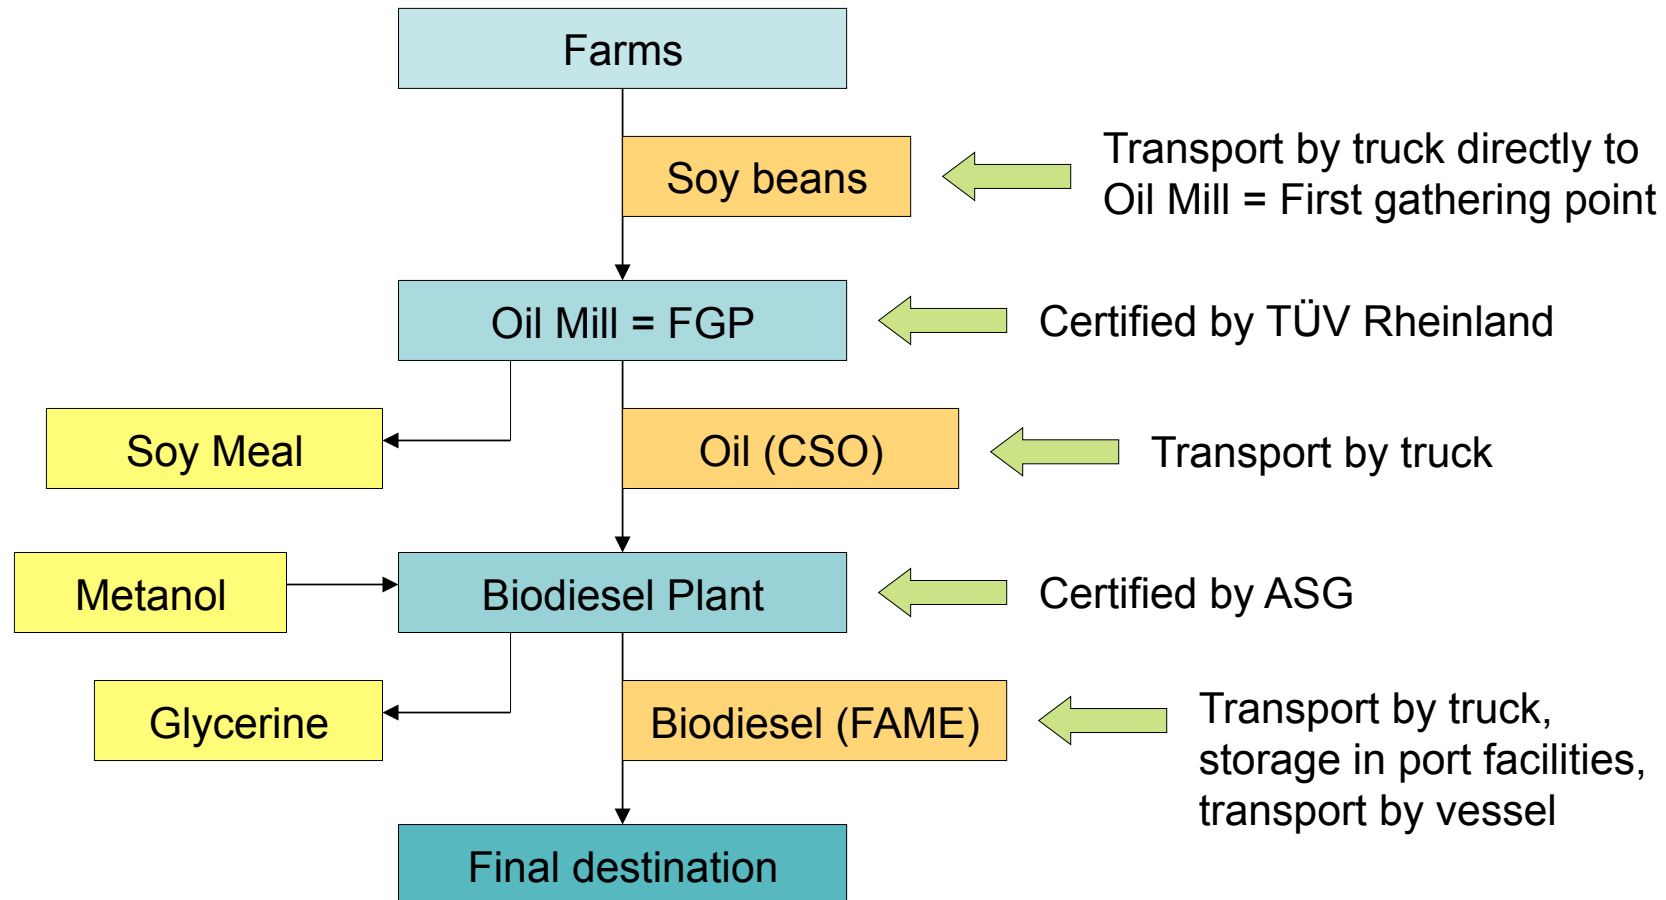 Farms
Soy beans
Transport by truck directly to
Oil Mill = First gathering point
Oil Mill = FGP
Certified by TÜV Rheinland
Soy Meal
Oil (CSO)
Transport by truck
Metanol
Biodiesel Plant
Certified by ASG
Glycerine
Biodiesel (FAME)
Transport by truck,
storage in port facilities,
transport by vessel
Final destination